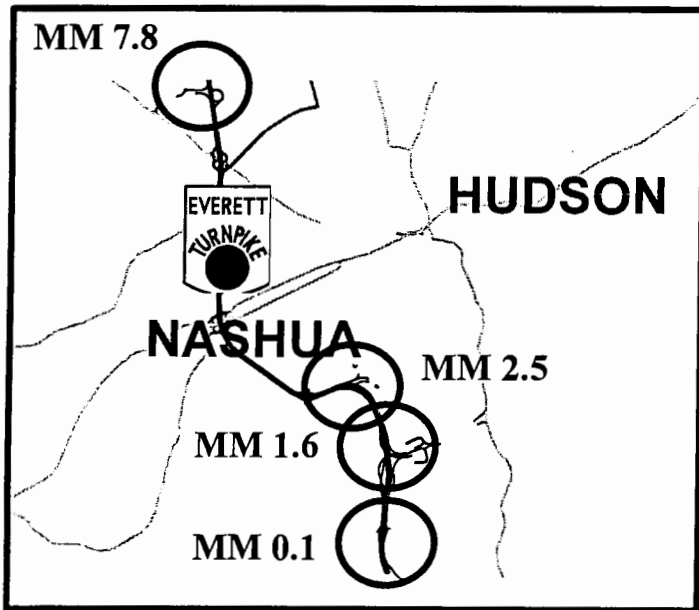 MM 7.8
HUDSON
EVERETT
TURNPIKE
NASHUA
MM 2.5
MM 1.6
MM 0.1